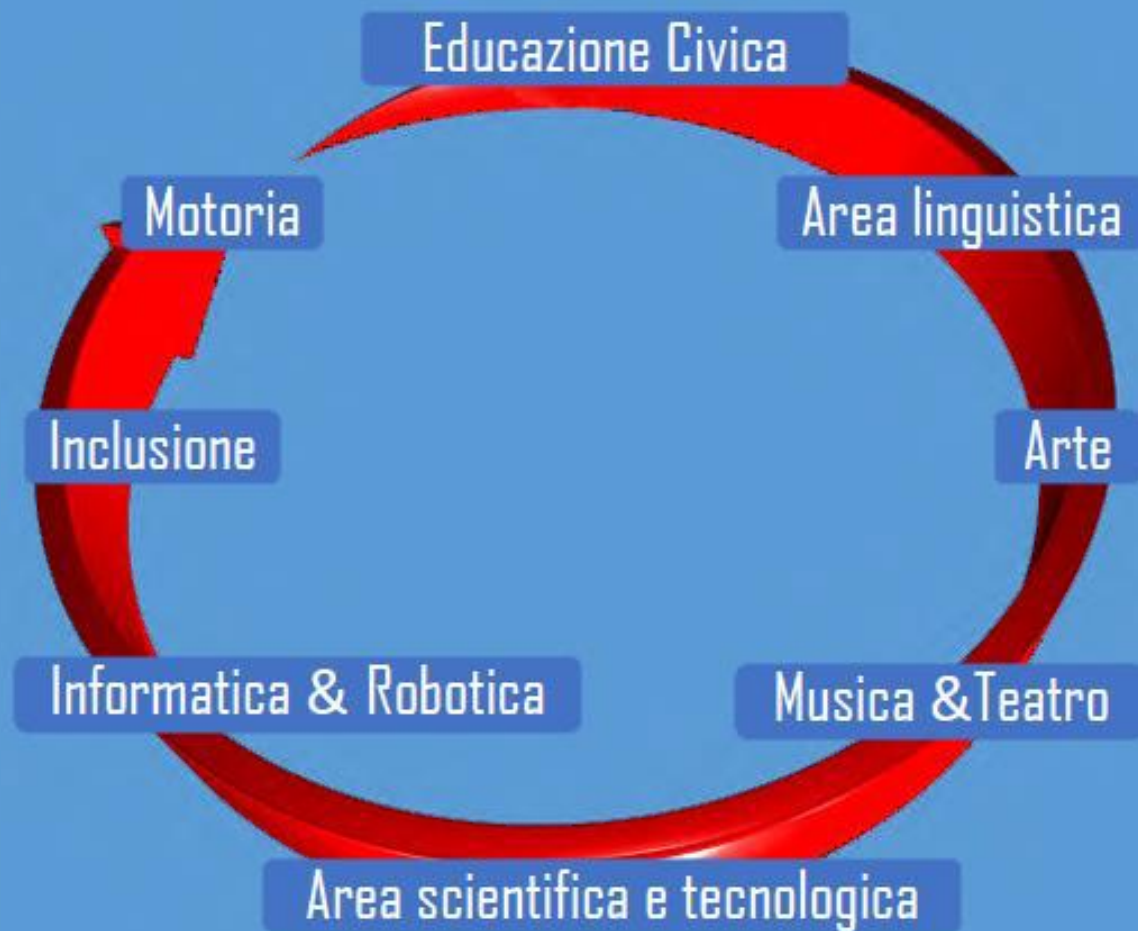 Educazione Civica
Motoria
Area linguistica
Inclusione
Arte
Informatica & Robotica
Musica &Teatro
Area scientifica e tecnologica